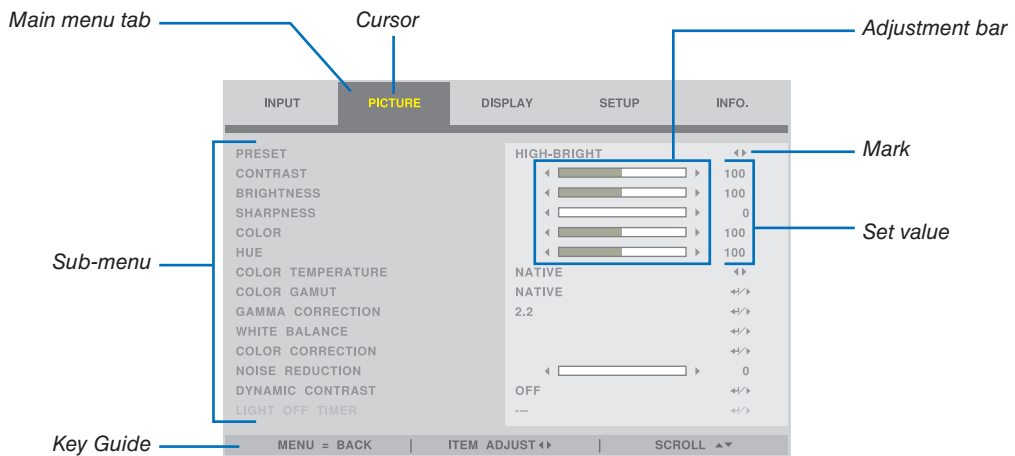 Main menu tab
Cursor
Adjustment bar
INPUT PICTURE DISPLAY SETUP INFO.
PRESET HIGH-BRIGHT
Mark
CONTRAST 100
BRIGHTNESS 100
SHARPNESS 0
COLOR 100
Set value
HUE 100
Sub-menu
COLOR TEMPERATURE NATIVE
COLOR GAMUT NATIVE
GAMMA CORRECTION 2.2
WHITE BALANCE
COLOR CORRECTION
NOISE REDUCTION 0
DYNAMIC CONTRAST OFF
LIGHT OFF TIMER ---
Key Guide
MENU = BACK | ITEM ADJUST◀▶ | SCROLL ▲▼